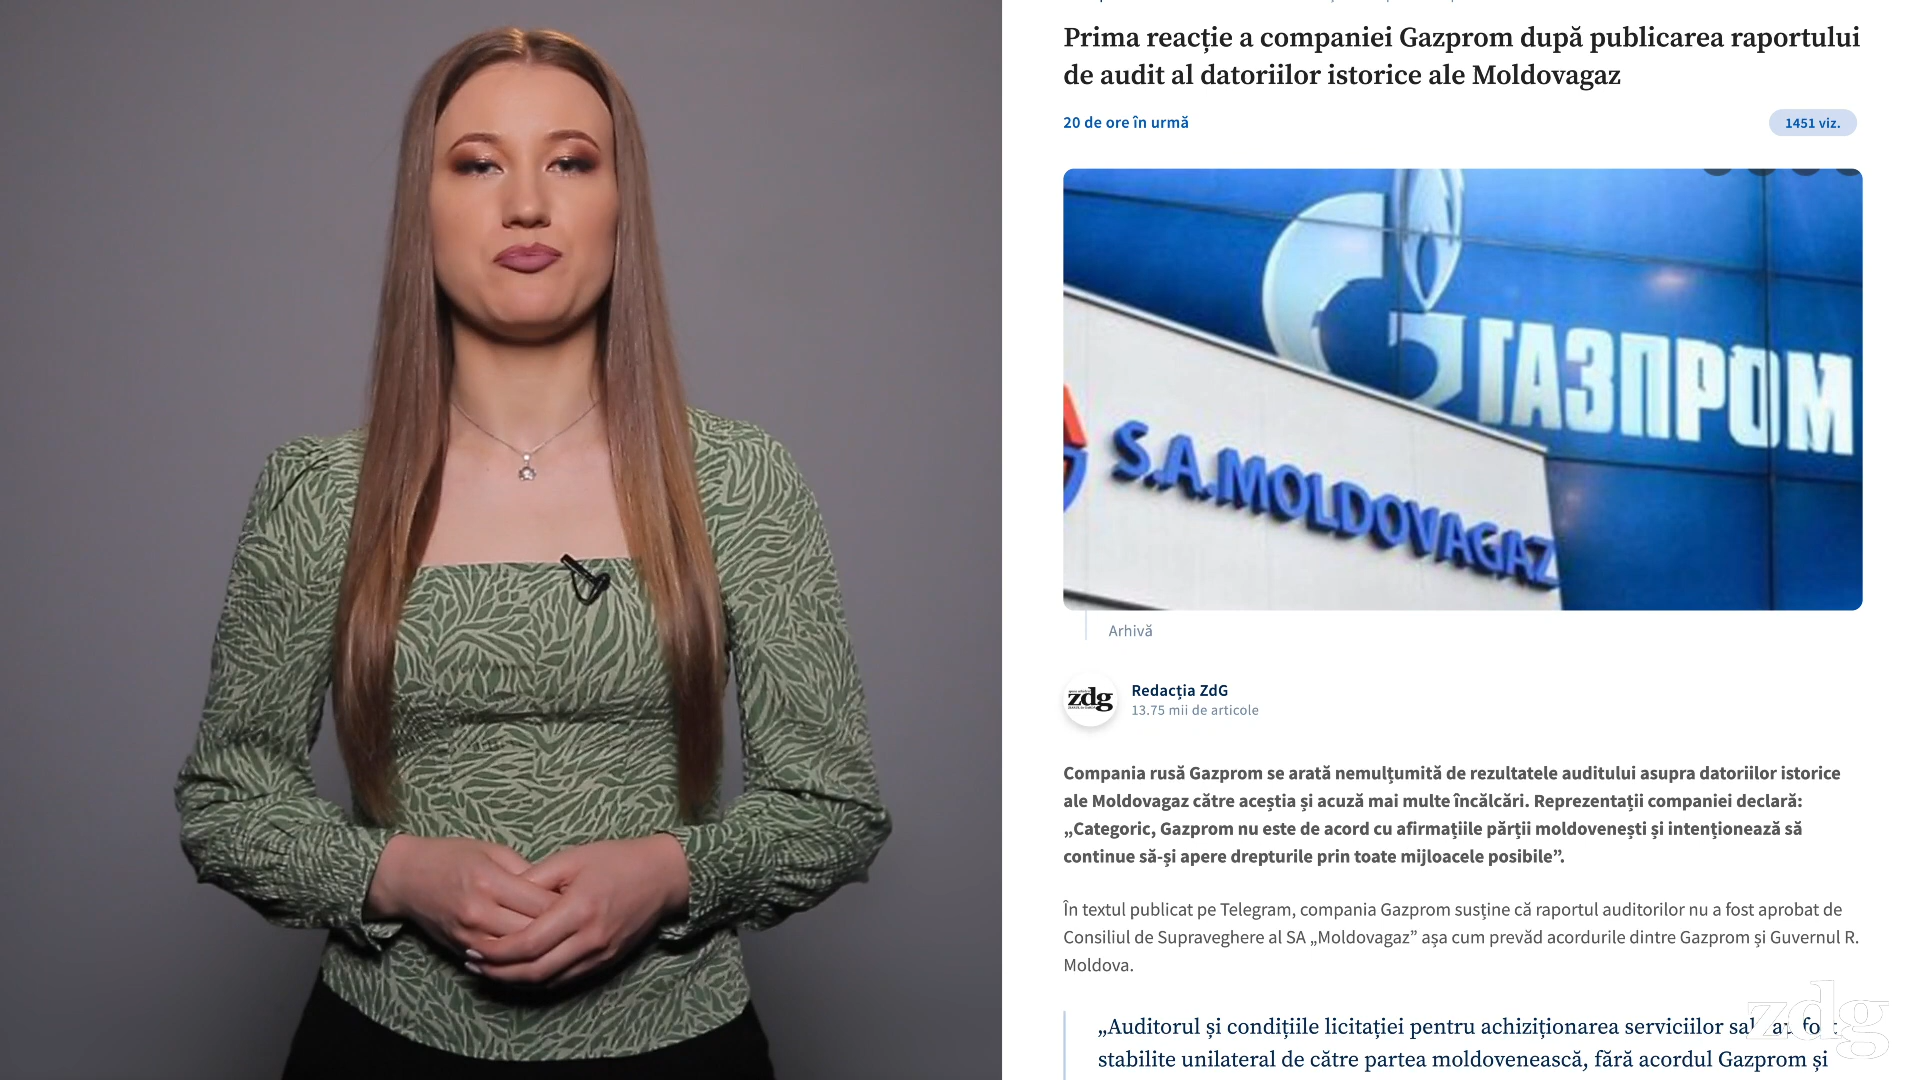 Prima reacție a companiei Gazprom după publicarea raportului
de audit al datoriilor istorice ale Moldovagaz
20 de ore în urmă
1451 viz.
ГАЗПРОМ
S.A.MOLDOVAGAZ
Arhivă
zdg
Redacția ZdG
13.75 mii de articole
Compania rusă Gazprom se arată nemulțumită de rezultatele auditului asupra datoriilor istorice
ale Moldovagaz către aceștia și acuză mai multe încălcări. Reprezentații companiei declară:
„Categoric, Gazprom nu este de acord cu afirmațiile părții moldovenești și intenționează să
continue să-și apere drepturile prin toate mijloacele posibile”.
În textul publicat pe Telegram, compania Gazprom susține că raportul auditorilor nu a fost aprobat de
Consiliul de Supraveghere al SA „Moldovagaz” așa cum prevăd acordurile dintre Gazprom și Guvernul R.
Moldova.
„Auditorul și condițiile licitației pentru achiziționarea serviciilor
stabilite unilateral de către partea moldovenească, fără acordul Gazprom și
zdg